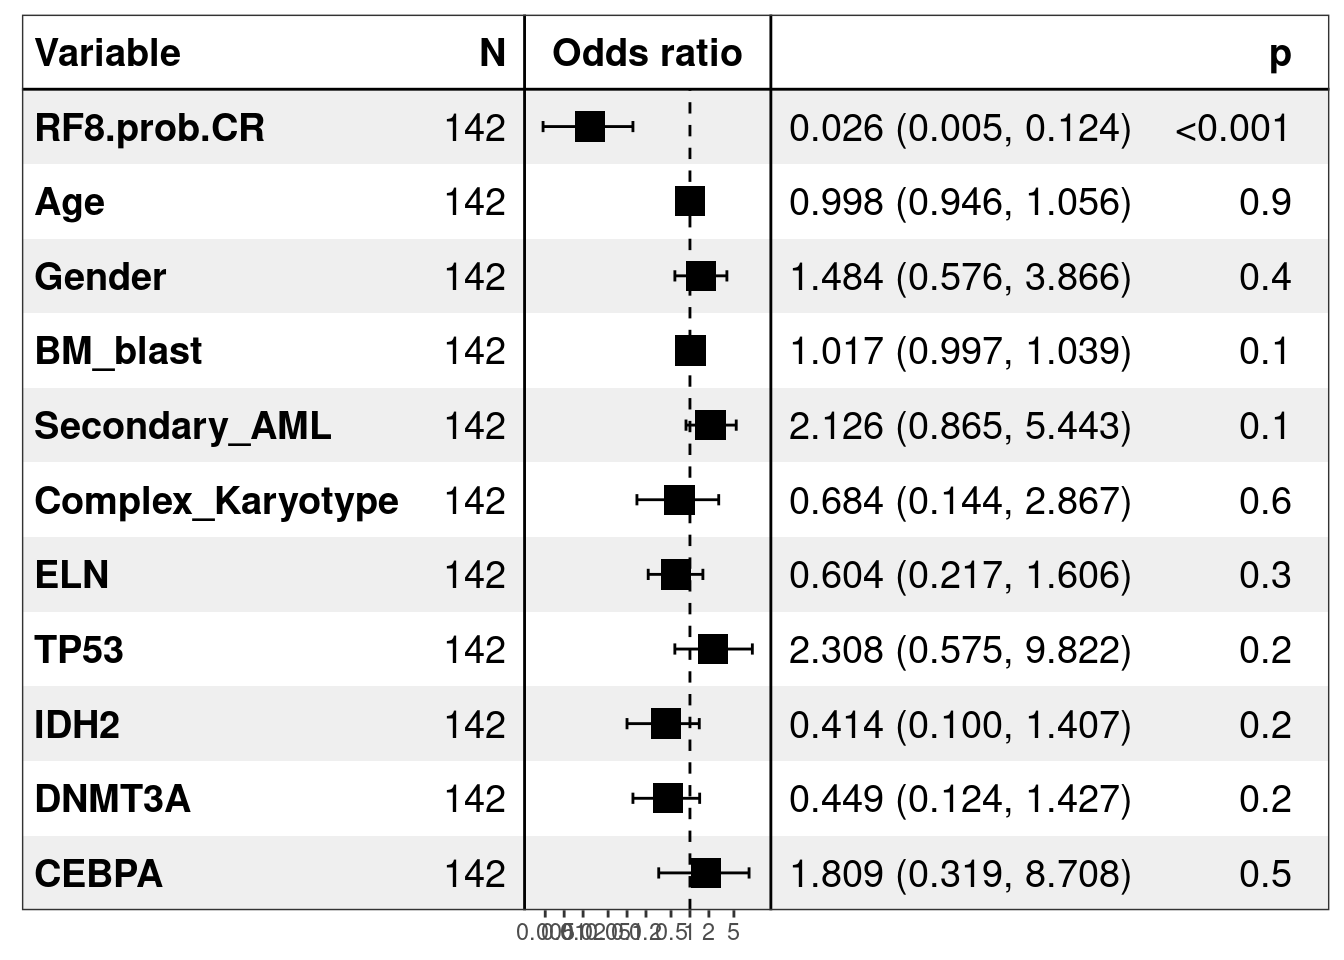 Variable N Odds ratio p
RF8.prob.CR 142 0.026 (0.005, 0.124) <0.001
Age 142 0.998 (0.946, 1.056) 0.9
Gender 142 1.484 (0.576, 3.866) 0.4
BM_blast 142 1.017 (0.997, 1.039) 0.1
Secondary_AML 142 2.126 (0.865, 5.443) 0.1
Complex_Karyotype 142 0.684 (0.144, 2.867) 0.6
ELN 142 0.604 (0.217, 1.606) 0.3
TP53 142 2.308 (0.575, 9.822) 0.2
IDH2 142 0.414 (0.100, 1.407) 0.2
DNMT3A 142 0.449 (0.124, 1.427) 0.2
CEBPA 142 1.809 (0.319, 8.708) 0.5
0.5 1 2 5